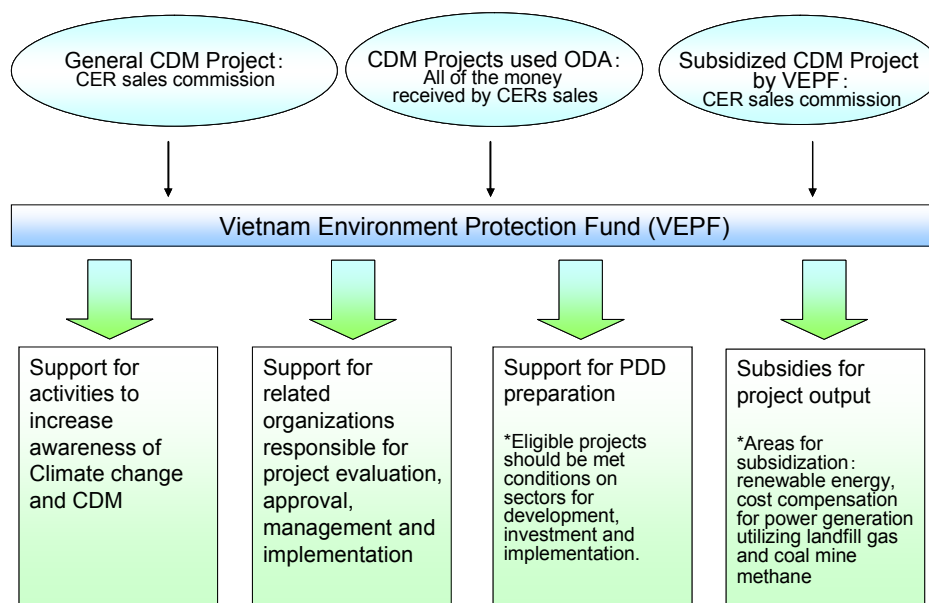 General CDM Project：
CER sales commission
CDM Projects used ODA：
All of the money
received by CERs sales
Subsidized CDM Project
by VEPF：
CER sales commission
Vietnam Environment Protection Fund (VEPF)
Support for
activities to
increase
awareness of
Climate change
and CDM
Support for
related
organizations
responsible for
project evaluation,
approval,
management and
implementation
Support for PDD
preparation
*Eligible projects
should be met
conditions on
sectors for
development,
investment and
implementation.
Subsidies for
project output
*Areas for
subsidization：
renewable energy,
cost compensation
for power generation
utilizing landfill gas
and coal mine
methane